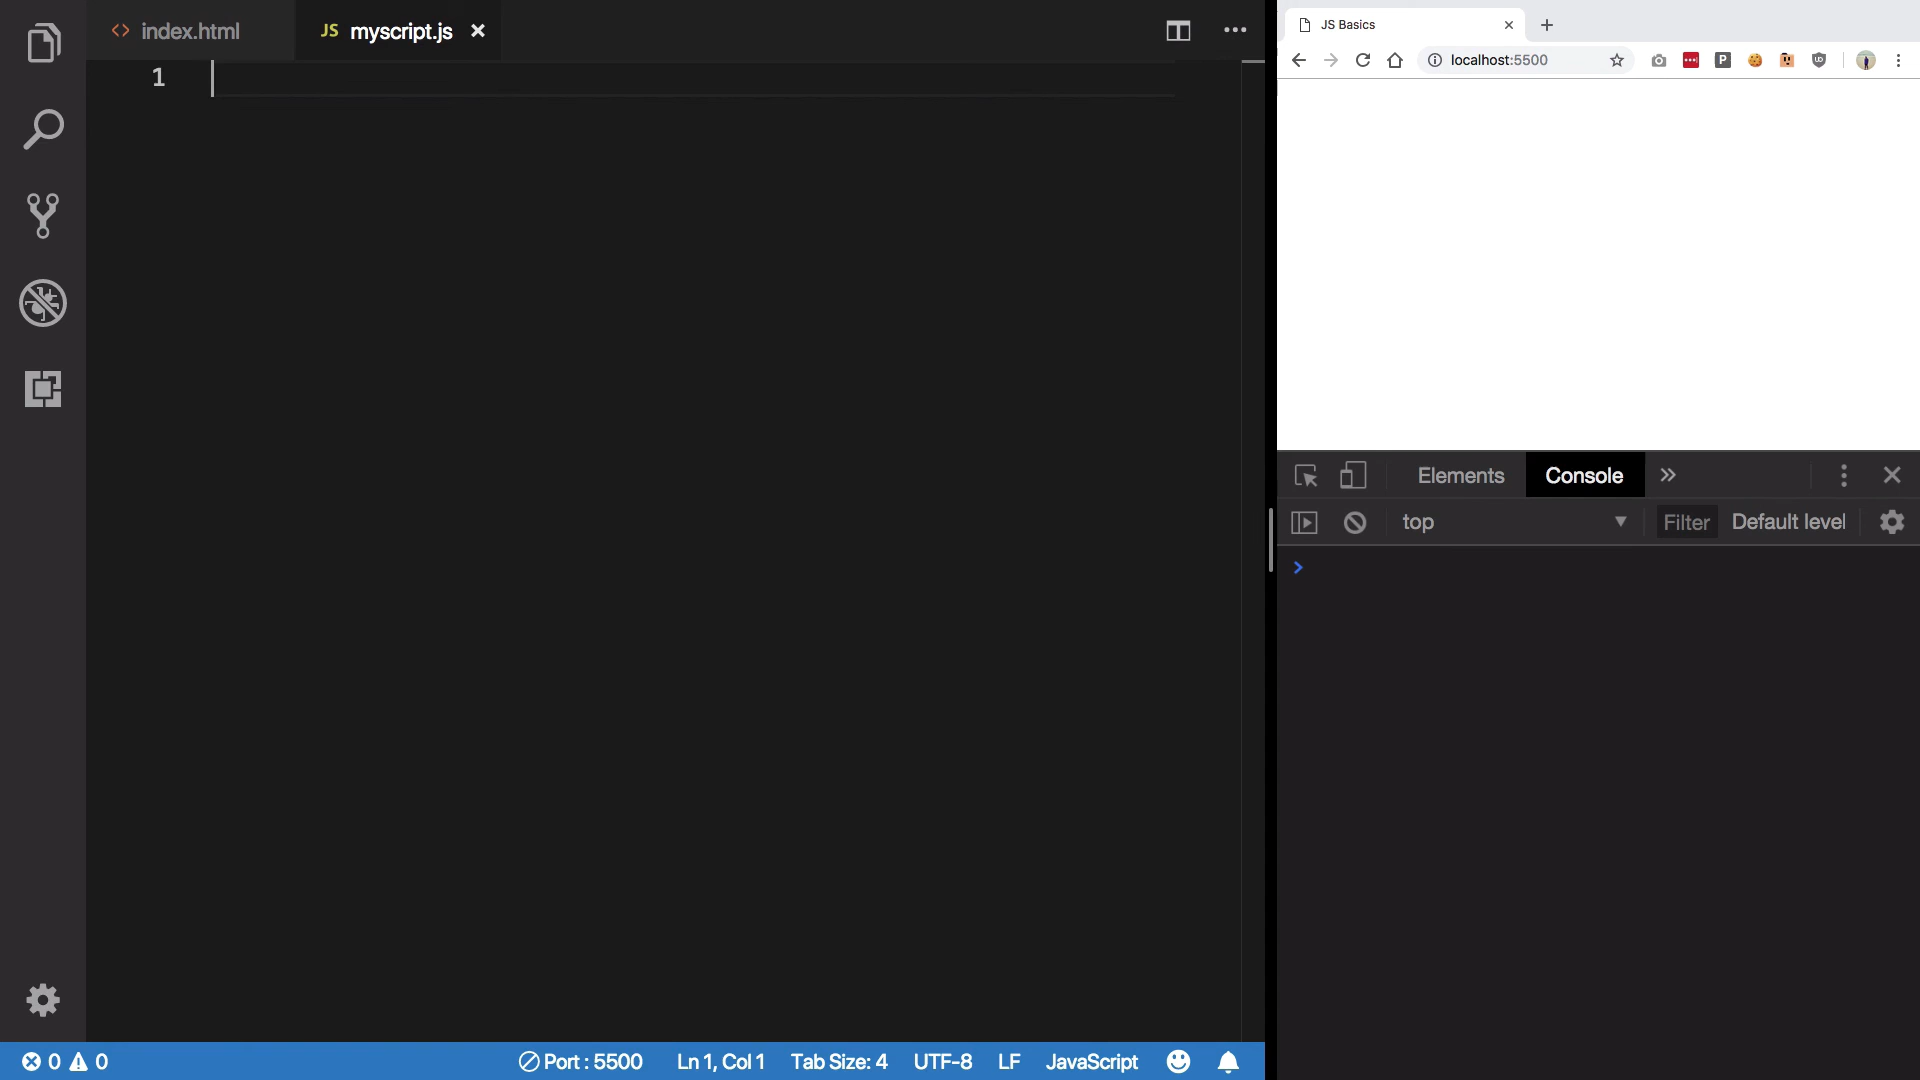 <> index.html
JS myscript.js
1
JS Basics
localhost:5500
P
Elements
Console
top
Filter
Default level
0
0
Port : 5500
Ln 1, Col 1
Tab Size: 4
UTF-8
LF
JavaScript